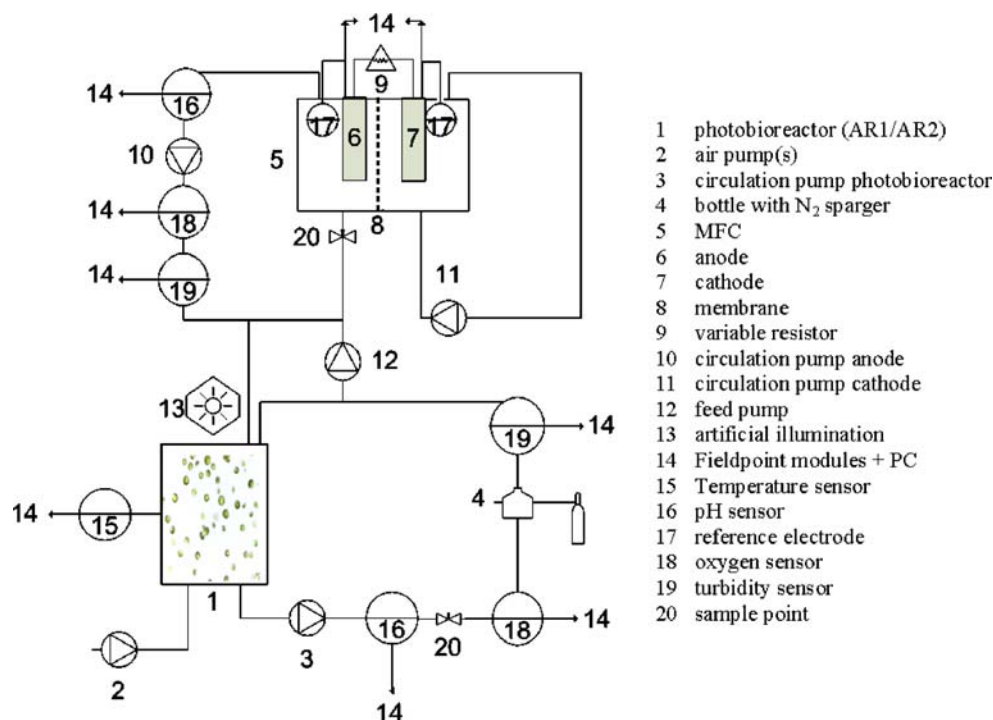 14
14
16
9
17
6
7
17
10
5
14
18
20
8
11
14
19
12
13
19
14
4
14
15
1
16
20
18
14
3
2
14
1 photobioreactor (AR1/AR2)
2 air pump(s)
3 circulation pump photobioreactor
4 bottle with N₂ sparger
5 MFC
6 anode
7 cathode
8 membrane
9 variable resistor
10 circulation pump anode
11 circulation pump cathode
12 feed pump
13 artificial illumination
14 Fieldpoint modules + PC
15 Temperature sensor
16 pH sensor
17 reference electrode
18 oxygen sensor
19 turbidity sensor
20 sample point